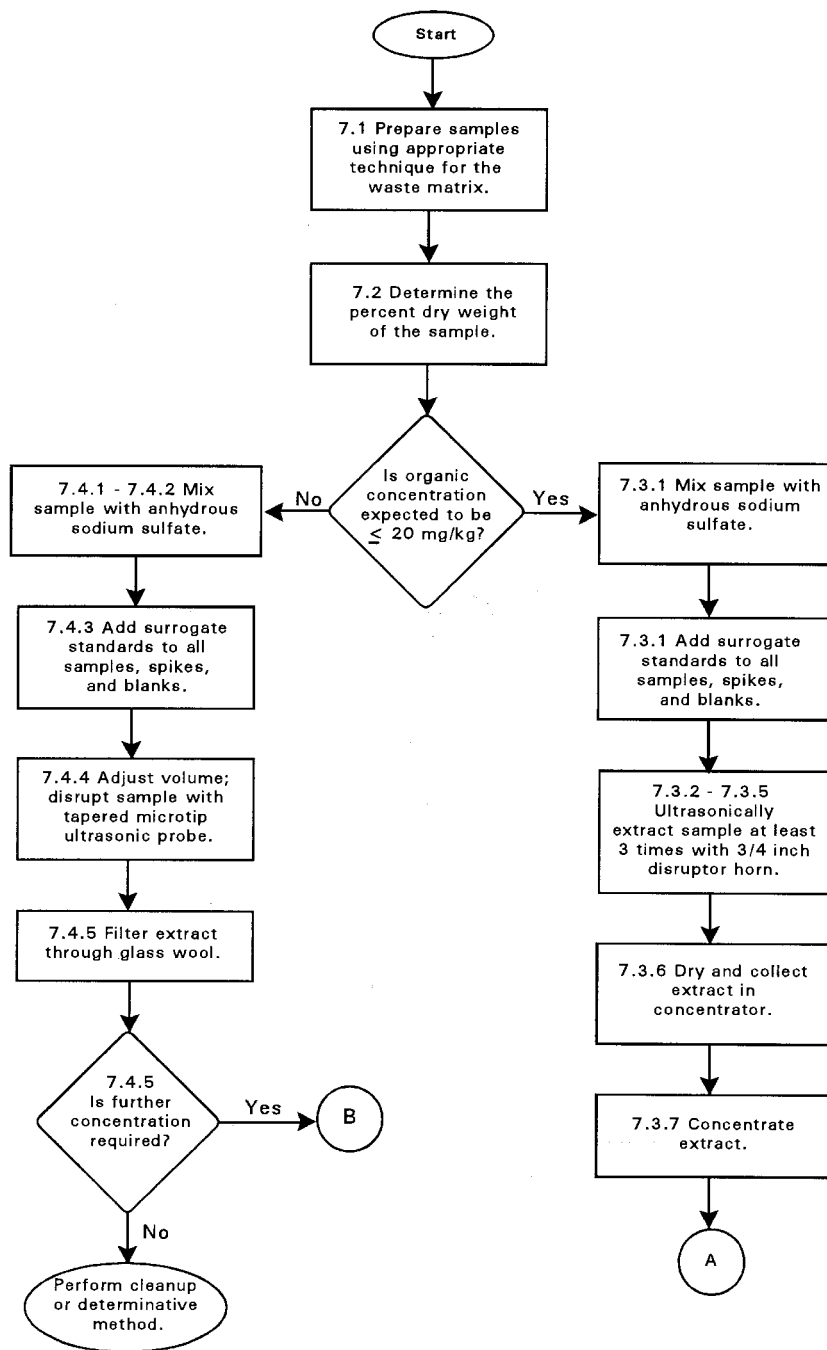 Start
7.1 Prepare samples
using appropriate
technique for the
waste matrix.
7.2 Determine the
percent dry weight
of the sample.
Is organic
concentration
expected to be
≤ 20 mg/kg?
No
Yes
7.4.1 - 7.4.2 Mix
sample with anhydrous
sodium sulfate.
7.4.3 Add surrogate
standards to all
samples, spikes,
and blanks.
7.4.4 Adjust volume;
disrupt sample with
tapered microtip
ultrasonic probe.
7.4.5 Filter extract
through glass wool.
7.4.5
Is further
concentration
required?
Yes
B
No
Perform cleanup
or determinative
method.
7.3.1 Mix sample with
anhydrous sodium
sulfate.
7.3.1 Add surrogate
standards to all
samples, spikes,
and blanks.
7.3.2 - 7.3.5
Ultrasonically
extract sample at least
3 times with 3/4 inch
disruptor horn.
7.3.6 Dry and collect
extract in
concentrator.
7.3.7 Concentrate
extract.
A